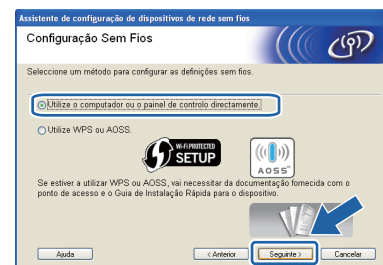 Assistente de configuração de dispositivos de rede sem fios
Configuração Sem Fios
Seleccione um método para configurar as definições sem fios.
Utilize o computador ou o painel de controlo directamente.
Utilize WPS ou AOSS.
WI-FI PROTECTED
SETUP
AOSS™
Se estiver a utilizar WPS ou AOSS, vai necessitar da documentação fornecida com o
ponto de acesso e o Guia de Instalação Rápida para o dispositivo.
Ajuda
< Anterior
Seguinte >
Cancelar